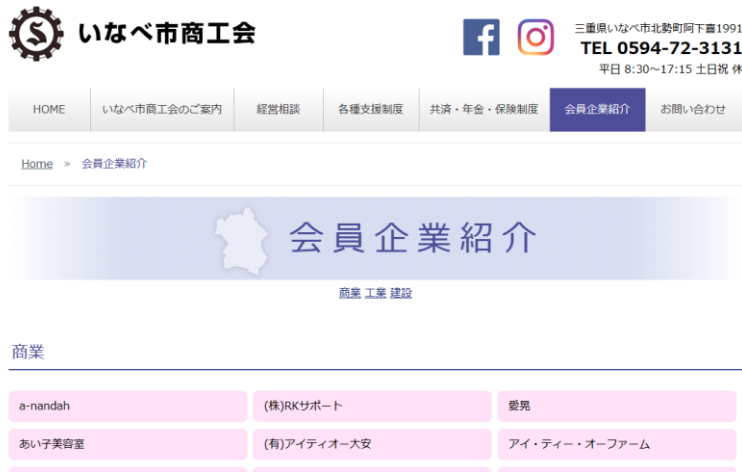 いなべ市商工会
三重県いなべ市北勢町阿下喜1991
TEL 0594-72-3131
平日 8:30～17:15 土日祝 休
HOME いなべ市商工会のご案内 経営相談 各種支援制度 共済・年金・保険制度 会員企業紹介 お問い合わせ
Home » 会員企業紹介
会員企業紹介
商業 工業 建設
商業
a-nandah (株)RKサポート 愛晃
あい子美容室 (有)アイティオー大安 アイ・ティー・オーファーム